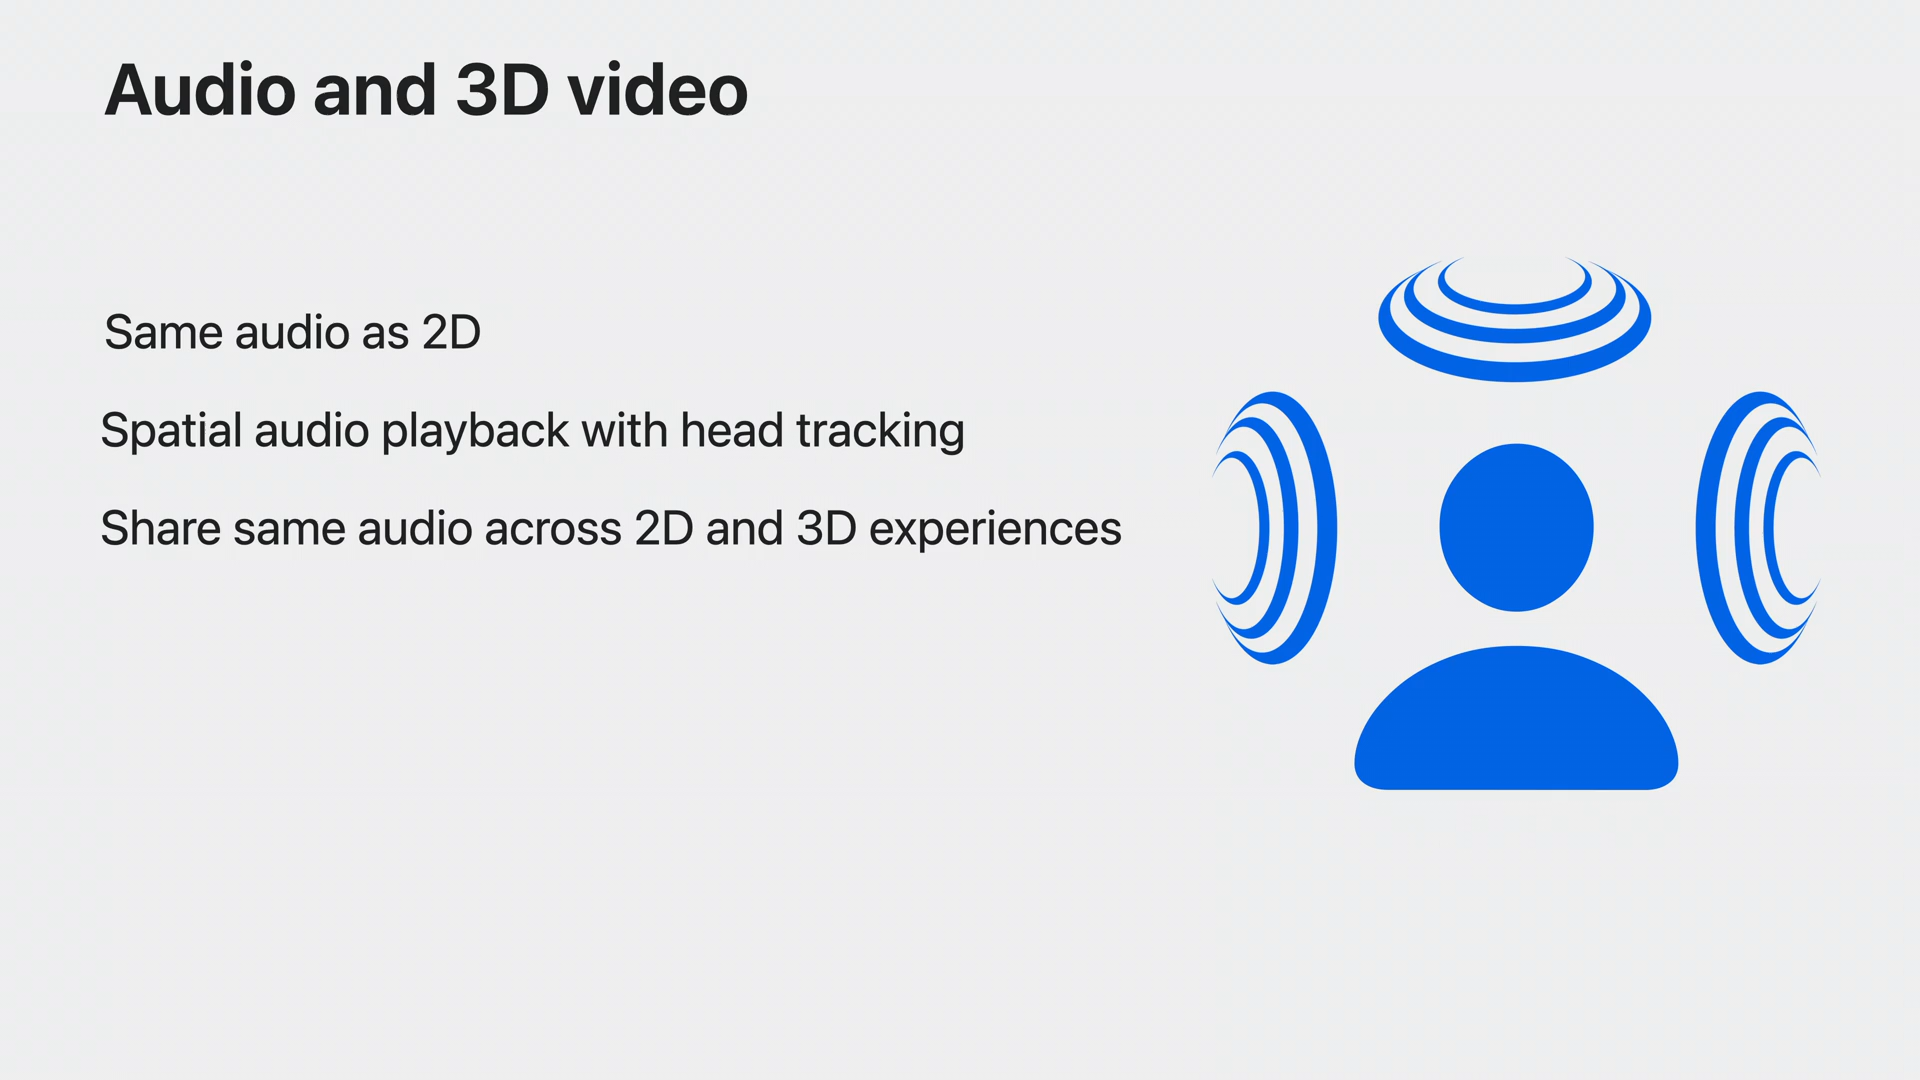 Audio and 3D video
Same audio as 2D
Spatial audio playback with head tracking
Share same audio across 2D and 3D experiences